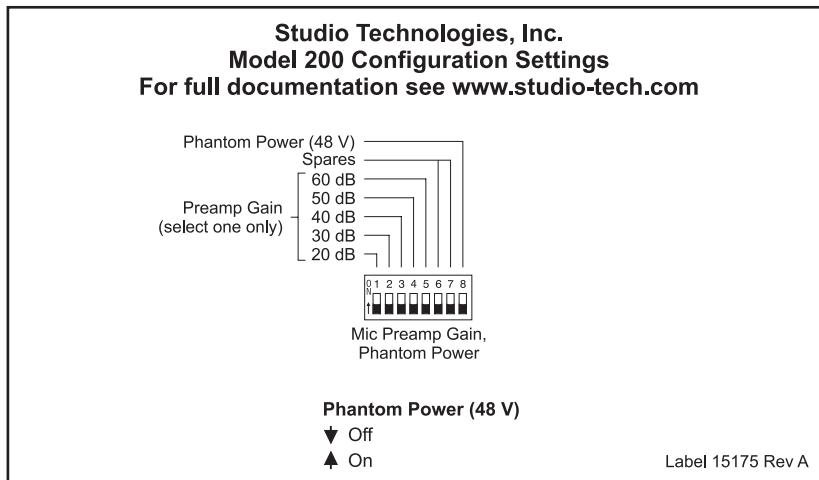 Studio Technologies, Inc.
Model 200 Configuration Settings
For full documentation see www.studio-tech.com
Phantom Power (48 V)
Spares
60 dB
50 dB
Preamp Gain
(select one only)
40 dB
30 dB
20 dB
ON
1 2 3 4 5 6 7 8
Mic Preamp Gain,
Phantom Power
Phantom Power (48 V)
Off
On
Label 15175 Rev A